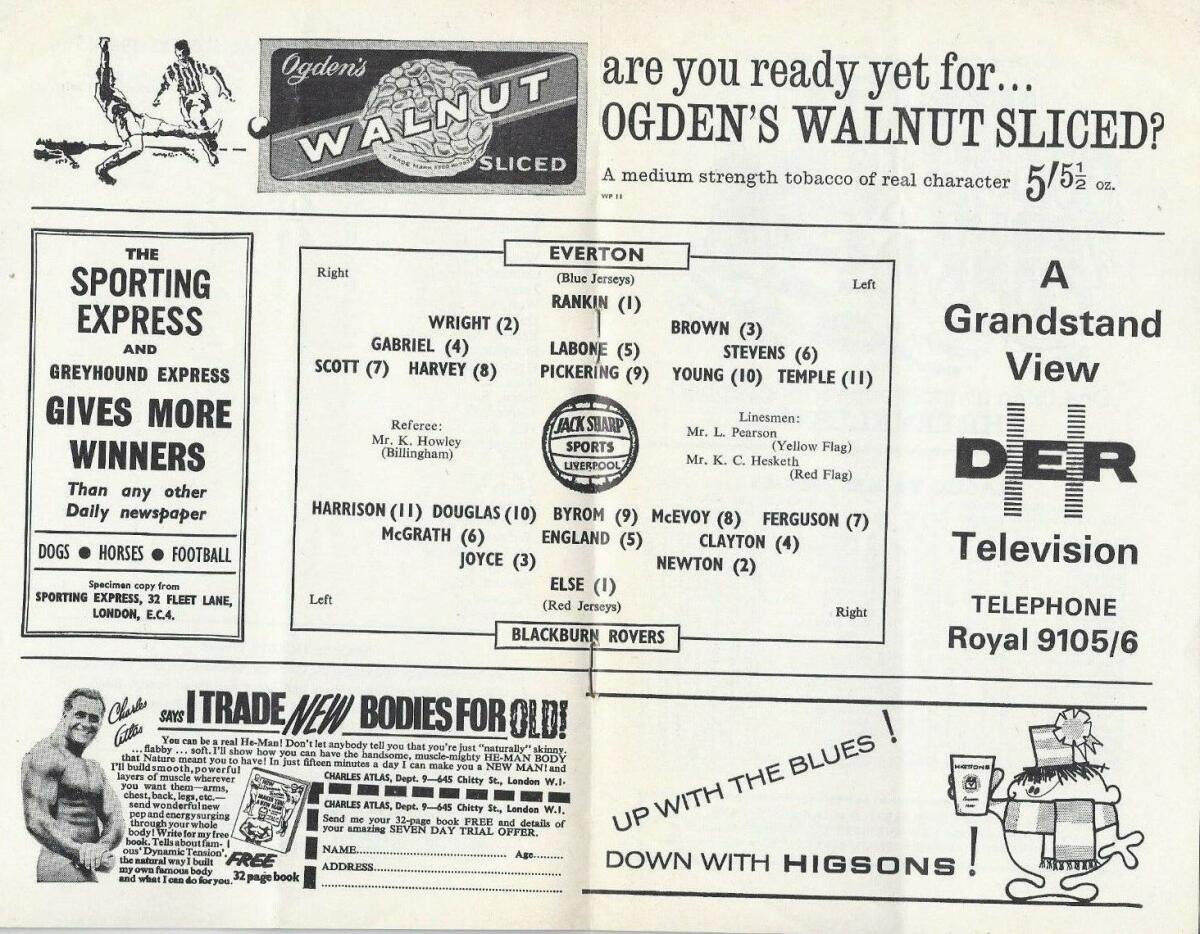 Ogden's
WALNUT
TRADE MARK
SLICED
are you ready yet for...
OGDEN'S WALNUT SLICED?
A medium strength tobacco of real character 5/5½ oz.
WP 11
THE
SPORTING
EXPRESS
AND
GREYHOUND EXPRESS
GIVES MORE
WINNERS
Than any other
Daily newspaper
DOGS ● HORSES ● FOOTBALL
Specimen copy from
SPORTING EXPRESS, 32 FLEET LANE,
LONDON, E.C.4.
EVERTON
(Blue Jerseys)
Right
Left
RANKIN (1)
WRIGHT (2) BROWN (3)
GABRIEL (4) LABONE (5) STEVENS (6)
SCOTT (7) HARVEY (8) PICKERING (9) YOUNG (10) TEMPLE (11)
Referee:
Mr. K. Howley
(Billingham)
JACK SHARP
SPORTS
LIVERPOOL
Linesmen:
Mr. L. Pearson
(Yellow Flag)
Mr. K. C. Hesketh
(Red Flag)
HARRISON (11) DOUGLAS (10) BYROM (9) McEVOY (8) FERGUSON (7)
McGRATH (6) ENGLAND (5) CLAYTON (4)
JOYCE (3) NEWTON (2)
ELSE (1)
Left
(Red Jerseys)
Right
BLACKBURN ROVERS
A
Grandstand
View
DER
Television
TELEPHONE
Royal 9105/6
Charles
Atlas
SAYS I TRADE NEW BODIES FOR OLD!
You can be a real He-Man! Don't let anybody tell you that you're just "naturally" skinny.
...flabby ... soft. I'll show how you can have the handsome, muscle-mighty HE-MAN BODY
that Nature meant you to have! In just fifteen minutes a day I can make you a NEW MAN! and
I'll build smooth, powerful
layers of muscle wherever
you want them—arms,
chest, back, legs, etc.—
send wonderful new
pep and energy surging
through your whole
body! Write for my free
book. Tells about fam-
ous 'Dynamic Tension',
the natural way I built
my own famous body
and what I can do for you.
FREE
32 page book
CHARLES ATLAS, Dept. 9—645 Chitty St., London W.1.
CHARLES ATLAS, Dept. 9—645 Chitty St., London W.1.
Send me your 32-page book FREE and details of
your amazing SEVEN DAY TRIAL OFFER.
NAME Age
ADDRESS
UP WITH THE BLUES!
DOWN WITH HIGSONS!
HIGSONS